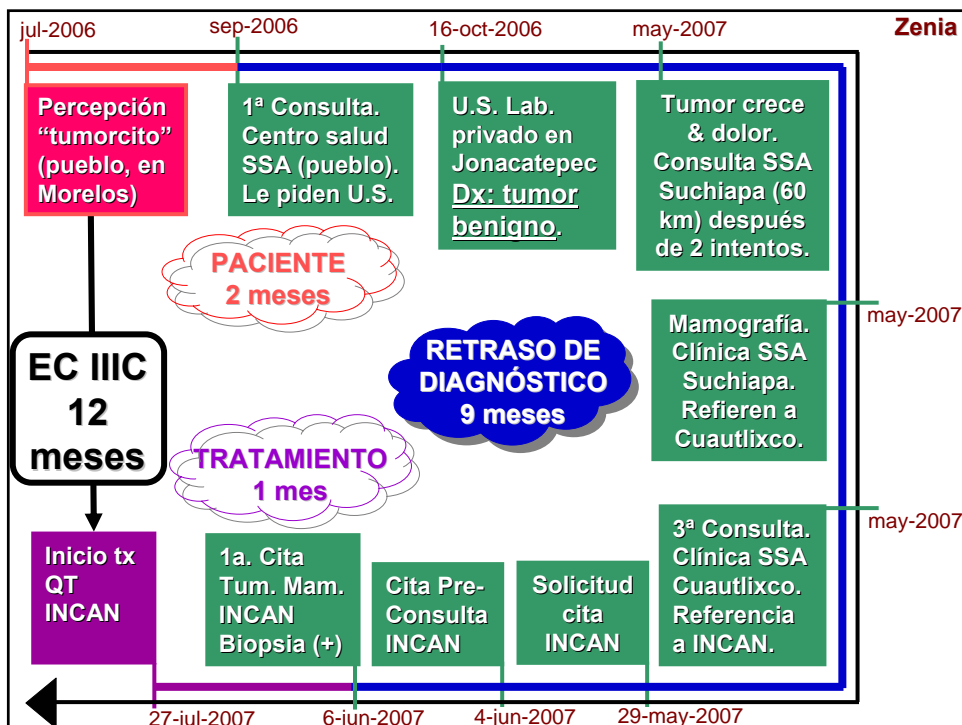 jul-2006
sep-2006
16-oct-2006
may-2007
Zenia
Percepción
“tumorcito”
(pueblo, en
Morelos)
1ª Consulta.
Centro salud
SSA (pueblo).
Le piden U.S.
U.S. Lab.
privado en
Jonacatepec
Dx: tumor
benigno.
Tumor crece
& dolor.
Consulta SSA
Suchiapa (60
km) después
de 2 intentos.
PACIENTE
2 meses
may-2007
Mamografía.
Clínica SSA
Suchiapa.
Refieren a
Cuautlixco.
RETRASO DE
DIAGNÓSTICO
9 meses
EC IIIC
12
meses
TRATAMIENTO
1 mes
may-2007
3ª Consulta.
Clínica SSA
Cuautlixco.
Referencia
a INCAN.
Solicitud
cita
INCAN
Cita Pre-
Consulta
INCAN
1a. Cita
Tum. Mam.
INCAN
Biopsia (+)
Inicio tx
QT
INCAN
27-jul-2007
6-jun-2007
4-jun-2007
29-may-2007